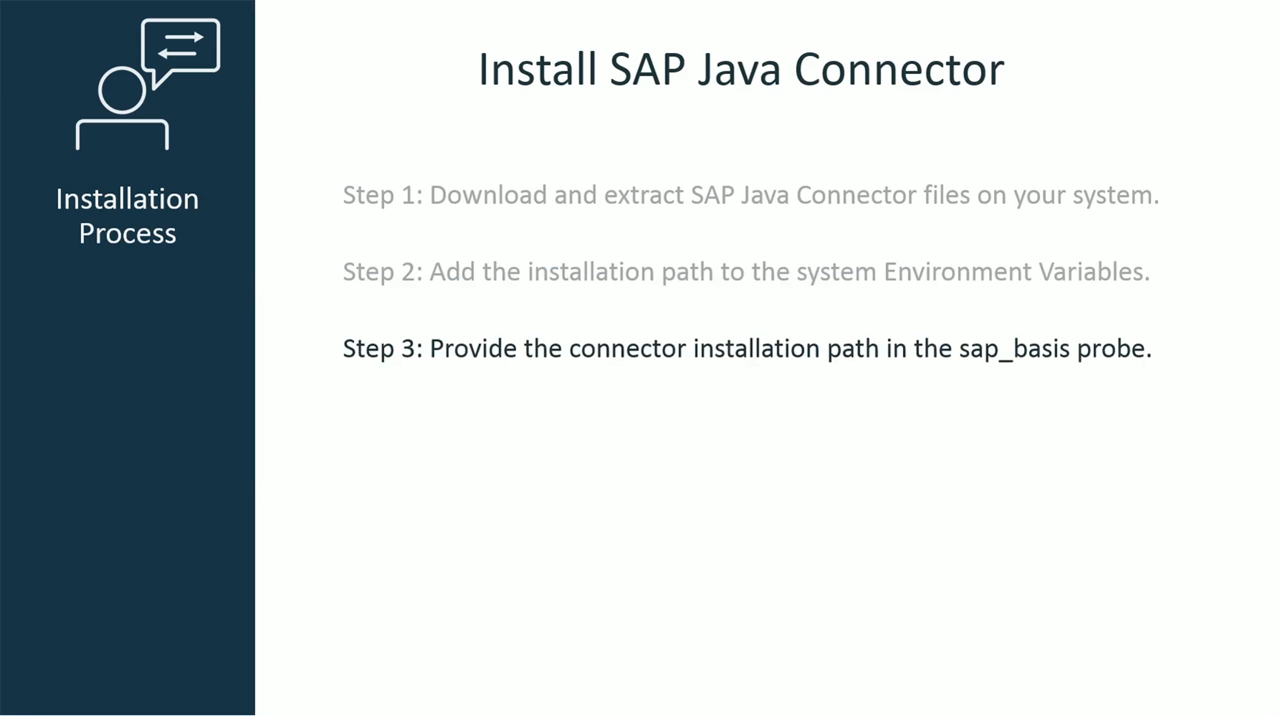 Installation
Process
Install SAP Java Connector
Step 1: Download and extract SAP Java Connector files on your system.
Step 2: Add the installation path to the system Environment Variables.
Step 3: Provide the connector installation path in the sap_basis probe.